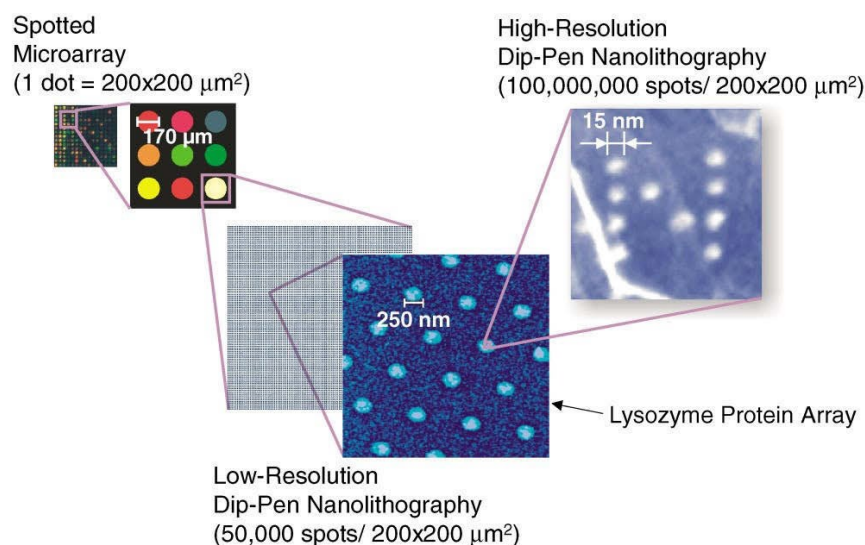 Spotted
Microarray
(1 dot = 200x200 μm²)
170 μm
High-Resolution
Dip-Pen Nanolithography
(100,000,000 spots/ 200x200 μm²)
15 nm
250 nm
Lysozyme Protein Array
Low-Resolution
Dip-Pen Nanolithography
(50,000 spots/ 200x200 μm²)